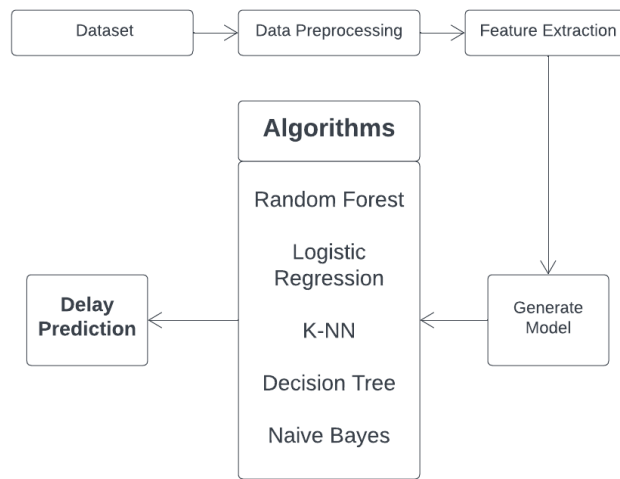 Dataset
Data Preprocessing
Feature Extraction
Algorithms
Random Forest
Logistic
Regression
K-NN
Decision Tree
Naive Bayes
Generate
Model
Delay
Prediction